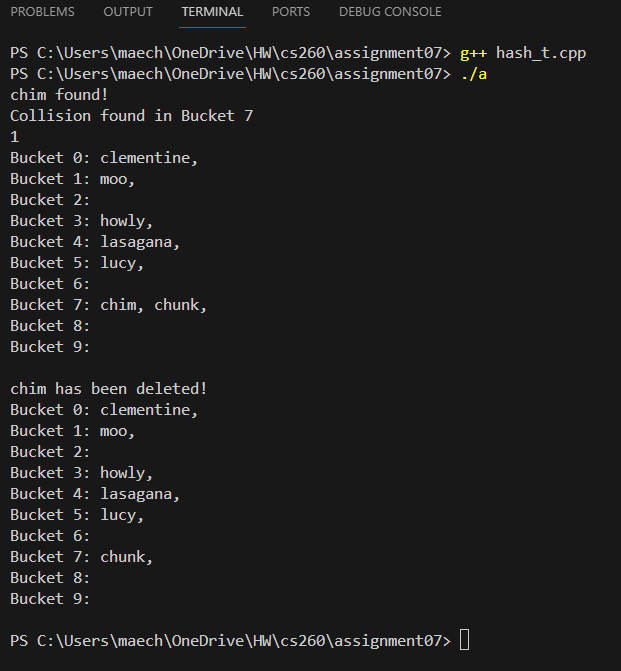 PROBLEMS OUTPUT TERMINAL PORTS DEBUG CONSOLE
PS C:\Users\maech\OneDrive\HW\cs260\assignment07> g++ hash_t.cpp
PS C:\Users\maech\OneDrive\HW\cs260\assignment07> ./a
chim found!
Collision found in Bucket 7
1
Bucket 0: clementine,
Bucket 1: moo,
Bucket 2:
Bucket 3: howly,
Bucket 4: lasagana,
Bucket 5: lucy,
Bucket 6:
Bucket 7: chim, chunk,
Bucket 8:
Bucket 9:
chim has been deleted!
Bucket 0: clementine,
Bucket 1: moo,
Bucket 2:
Bucket 3: howly,
Bucket 4: lasagana,
Bucket 5: lucy,
Bucket 6:
Bucket 7: chunk,
Bucket 8:
Bucket 9:
PS C:\Users\maech\OneDrive\HW\cs260\assignment07>